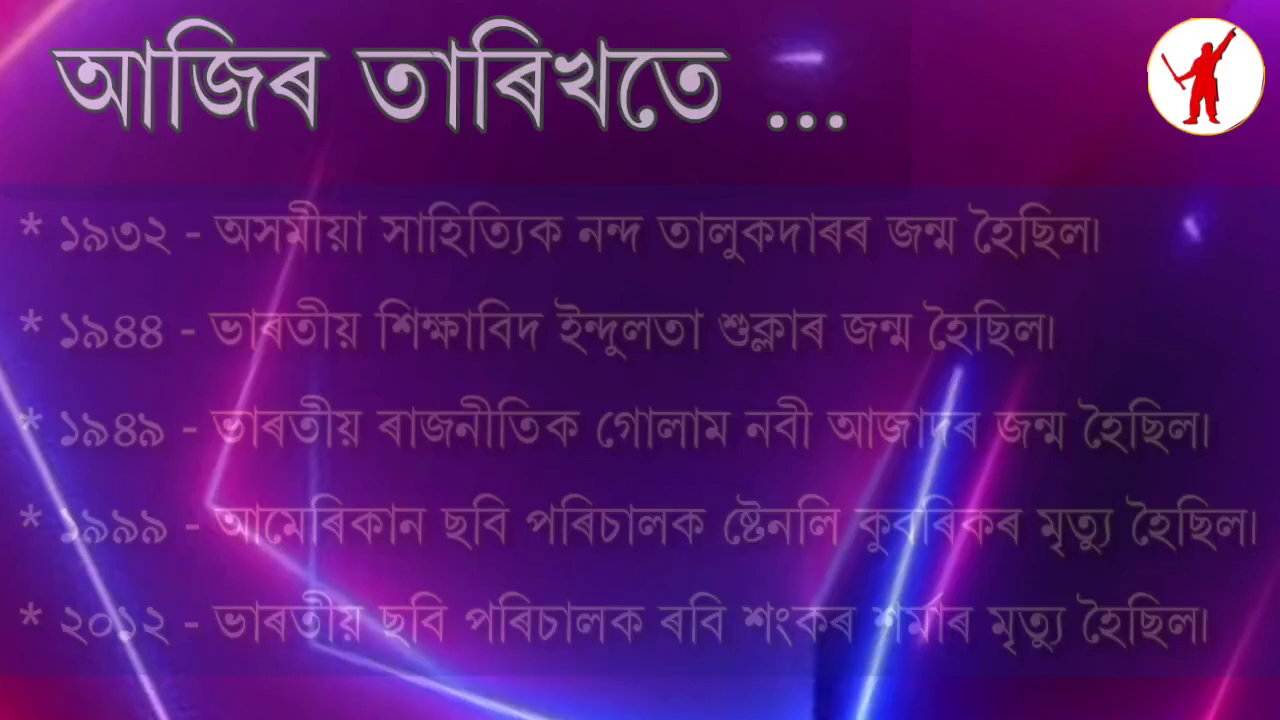 আজিৰ তাৰিখতে ...
* ১৯৩২ - অসমীয়া সাহিত্যিক নন্দ তালুকদাৰৰ জন্ম হৈছিল।
* ১৯৪৪ - ভাৰতীয় শিক্ষাবিদ ইন্দুলতা শুক্লাৰ জন্ম হৈছিল।
* ১৯৪৯ - ভাৰতীয় ৰাজনীতিক গোলাম নবী আজাদৰ জন্ম হৈছিল।
* ১৯৯৯ - আমেৰিকান ছবি পৰিচালক ষ্টেনলি কুবৰিকৰ মৃত্যু হৈছিল।
* ২০১২ - ভাৰতীয় ছবি পৰিচালক ৰবি শংকৰ শৰ্মাৰ মৃত্যু হৈছিল।